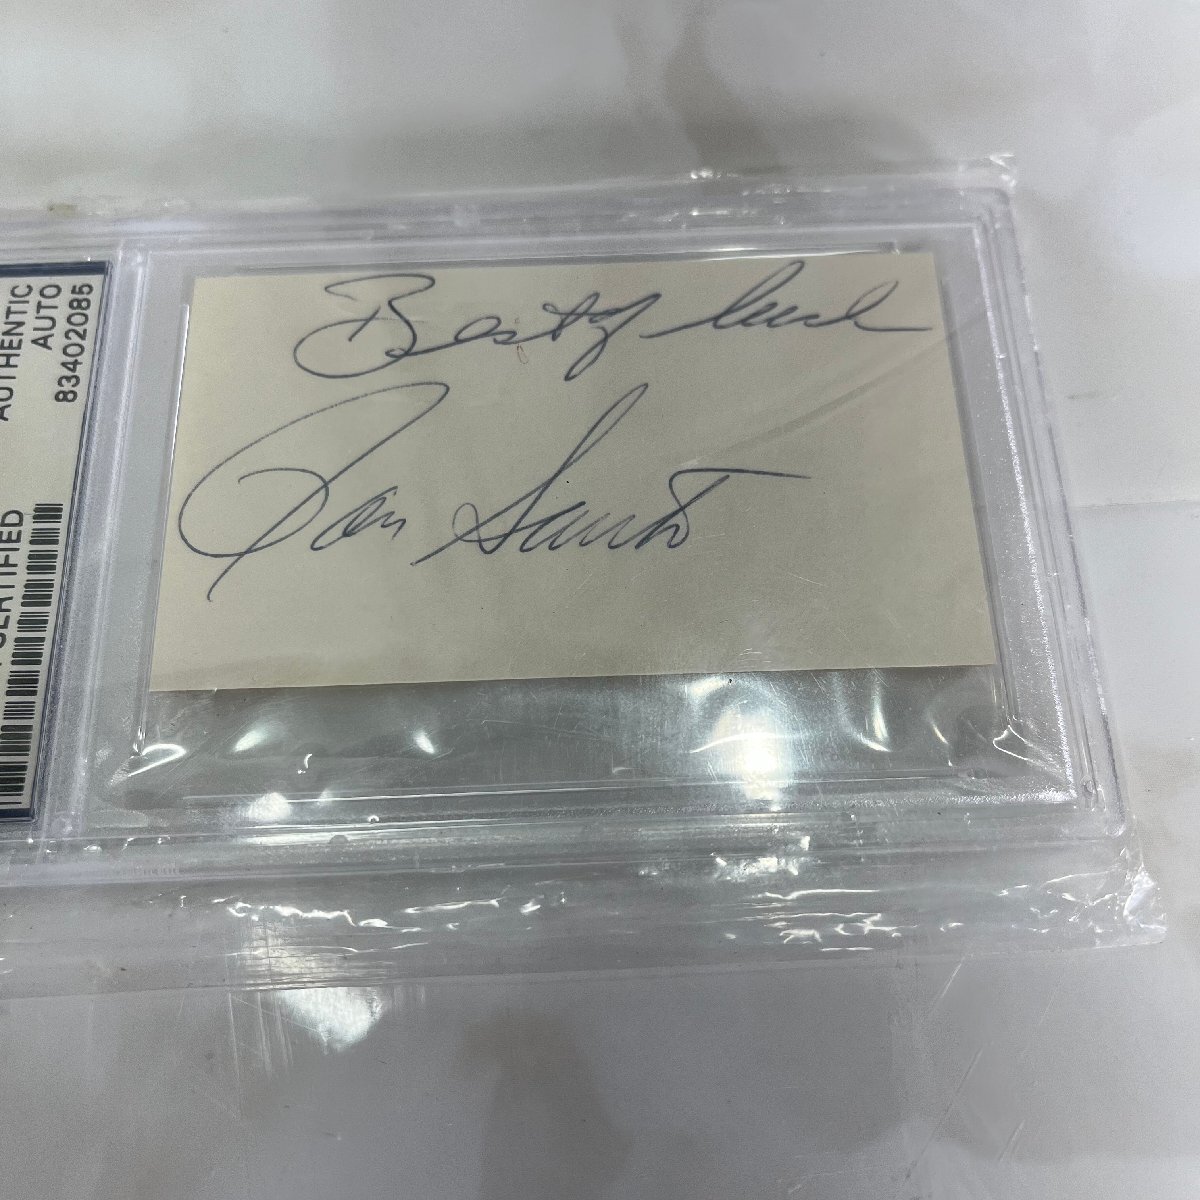 AUTHENTIC
AUTO
83402085
CERTIFIED
Best of luck
Ron Santo